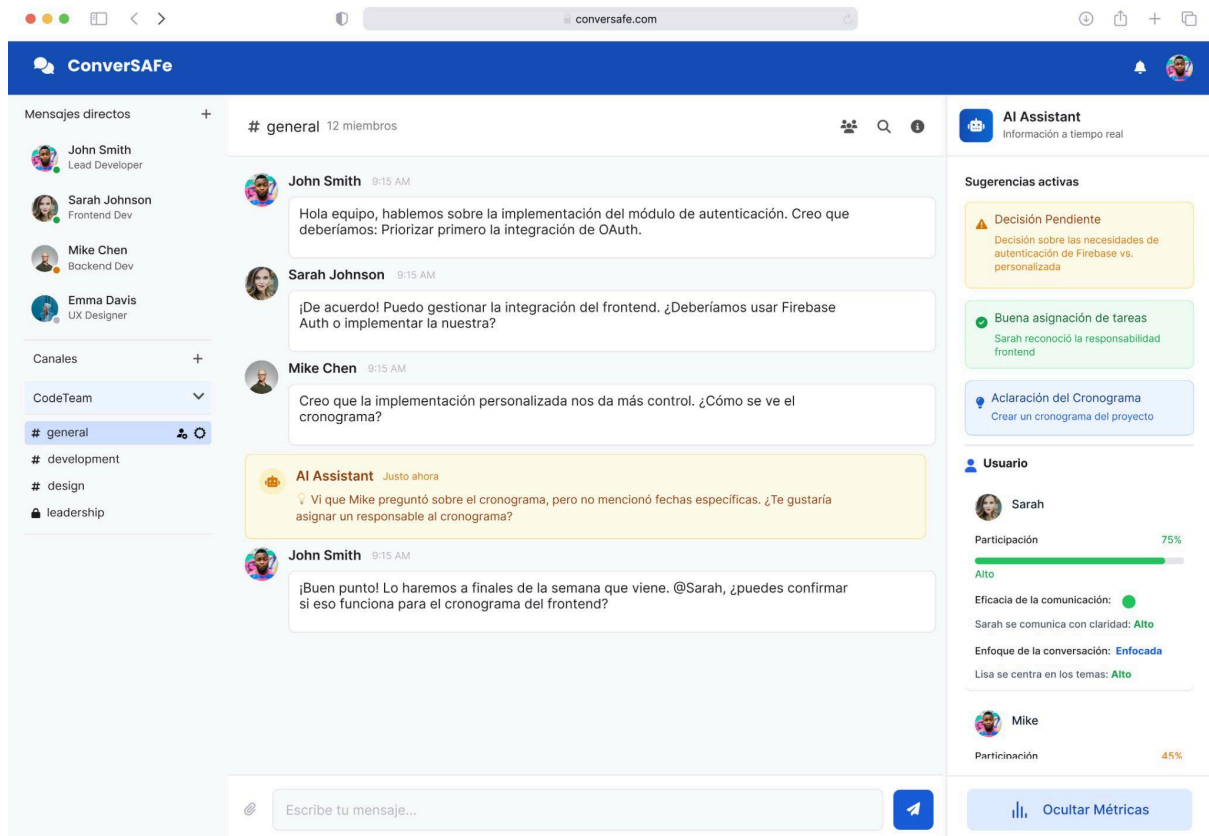 conversafe.com
ConverSAFe
Mensajes directos
John Smith
Lead Developer
Sarah Johnson
Frontend Dev
Mike Chen
Backend Dev
Emma Davis
UX Designer
Canales
CodeTeam
# general
# development
# design
leadership
# general 12 miembros
John Smith 9:15 AM
Hola equipo, hablemos sobre la implementación del módulo de autenticación. Creo que
deberíamos: Priorizar primero la integración de OAuth.
Sarah Johnson 9:15 AM
¡De acuerdo! Puedo gestionar la integración del frontend. ¿Deberíamos usar Firebase
Auth o implementar la nuestra?
Mike Chen 9:15 AM
Creo que la implementación personalizada nos da más control. ¿Cómo se ve el
cronograma?
AI Assistant Justo ahora
Vi que Mike preguntó sobre el cronograma, pero no mencionó fechas específicas. ¿Te gustaría
asignar un responsable al cronograma?
John Smith 9:15 AM
¡Buen punto! Lo haremos a finales de la semana que viene. @Sarah, ¿puedes confirmar
si eso funciona para el cronograma del frontend?
Escribe tu mensaje...
AI Assistant
Información a tiempo real
Sugerencias activas
Decisión Pendiente
Decisión sobre las necesidades de
autenticación de Firebase vs.
personalizada
Buena asignación de tareas
Sarah reconoció la responsabilidad
frontend
Aclaración del Cronograma
Crear un cronograma del proyecto
Usuario
Sarah
Participación 75%
Alto
Eficacia de la comunicación:
Sarah se comunica con claridad: Alto
Enfoque de la conversación: Enfocada
Lisa se centra en los temas: Alto
Mike
Participación 45%
Ocultar Métricas